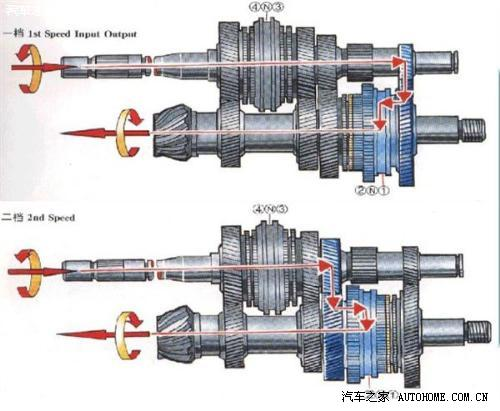 ④Ⓝ③
一档 1st Speed Input Output
②Ⓝ①
④Ⓝ③
二档 2nd Speed
②Ⓝ①
汽车之家 AUTOHOME.COM.CN